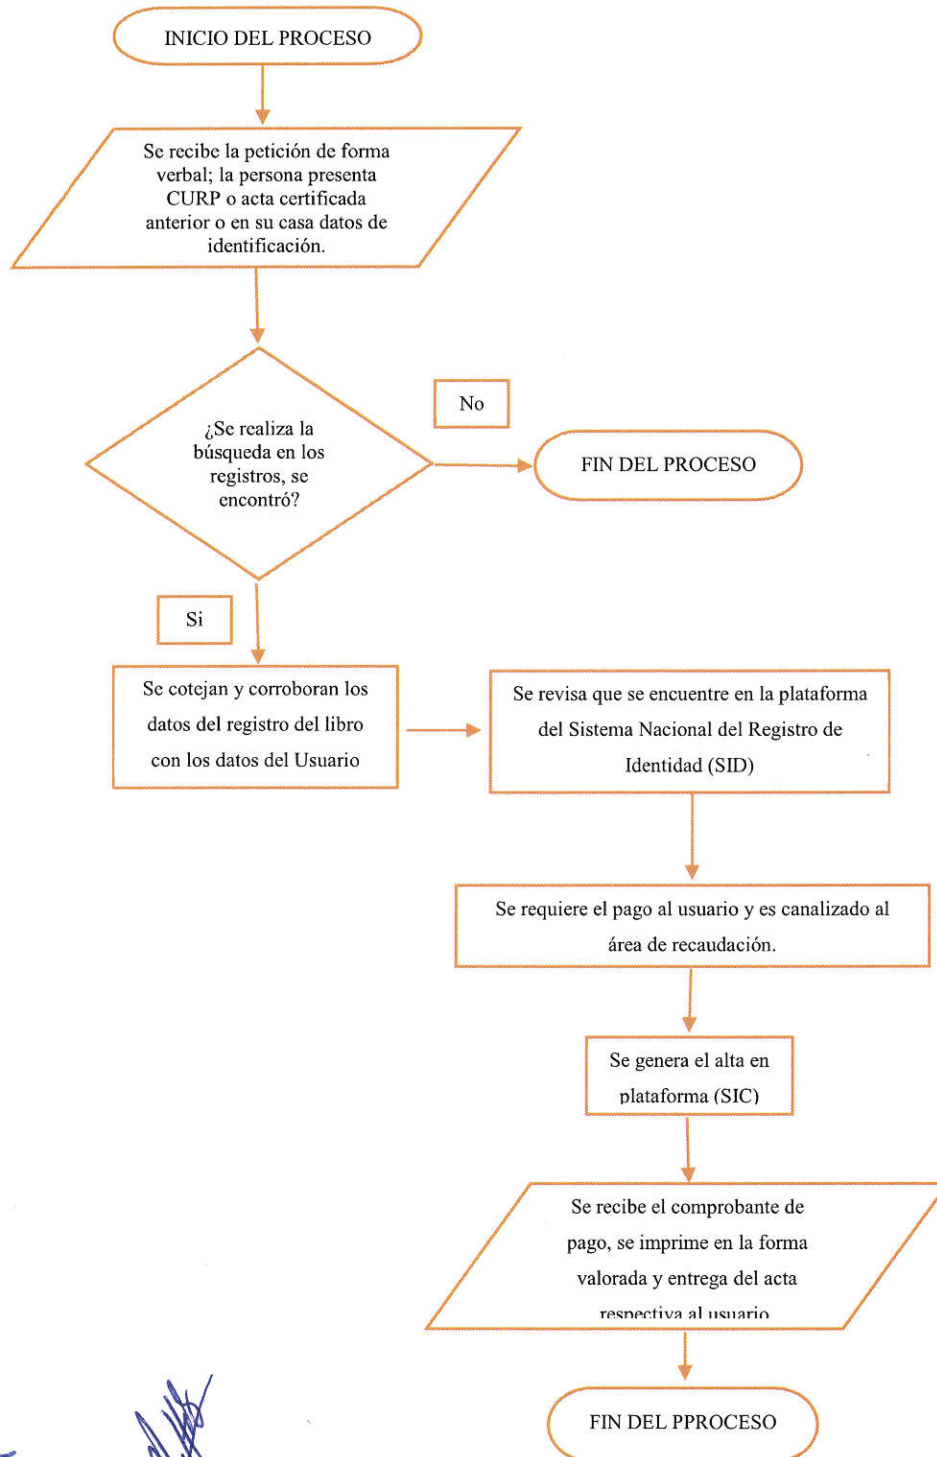 INICIO DEL PROCESO
Se recibe la petición de forma
verbal; la persona presenta
CURP o acta certificada
anterior o en su casa datos de
identificación.
¿Se realiza la
búsqueda en los
registros, se
encontró?
No
FIN DEL PROCESO
Si
Se cotejan y corroboran los
datos del registro del libro
con los datos del Usuario
Se revisa que se encuentre en la plataforma
del Sistema Nacional del Registro de
Identidad (SID)
Se requiere el pago al usuario y es canalizado al
área de recaudación.
Se genera el alta en
plataforma (SIC)
Se recibe el comprobante de
pago, se imprime en la forma
valorada y entrega del acta
respectiva al usuario
FIN DEL PPROCESO